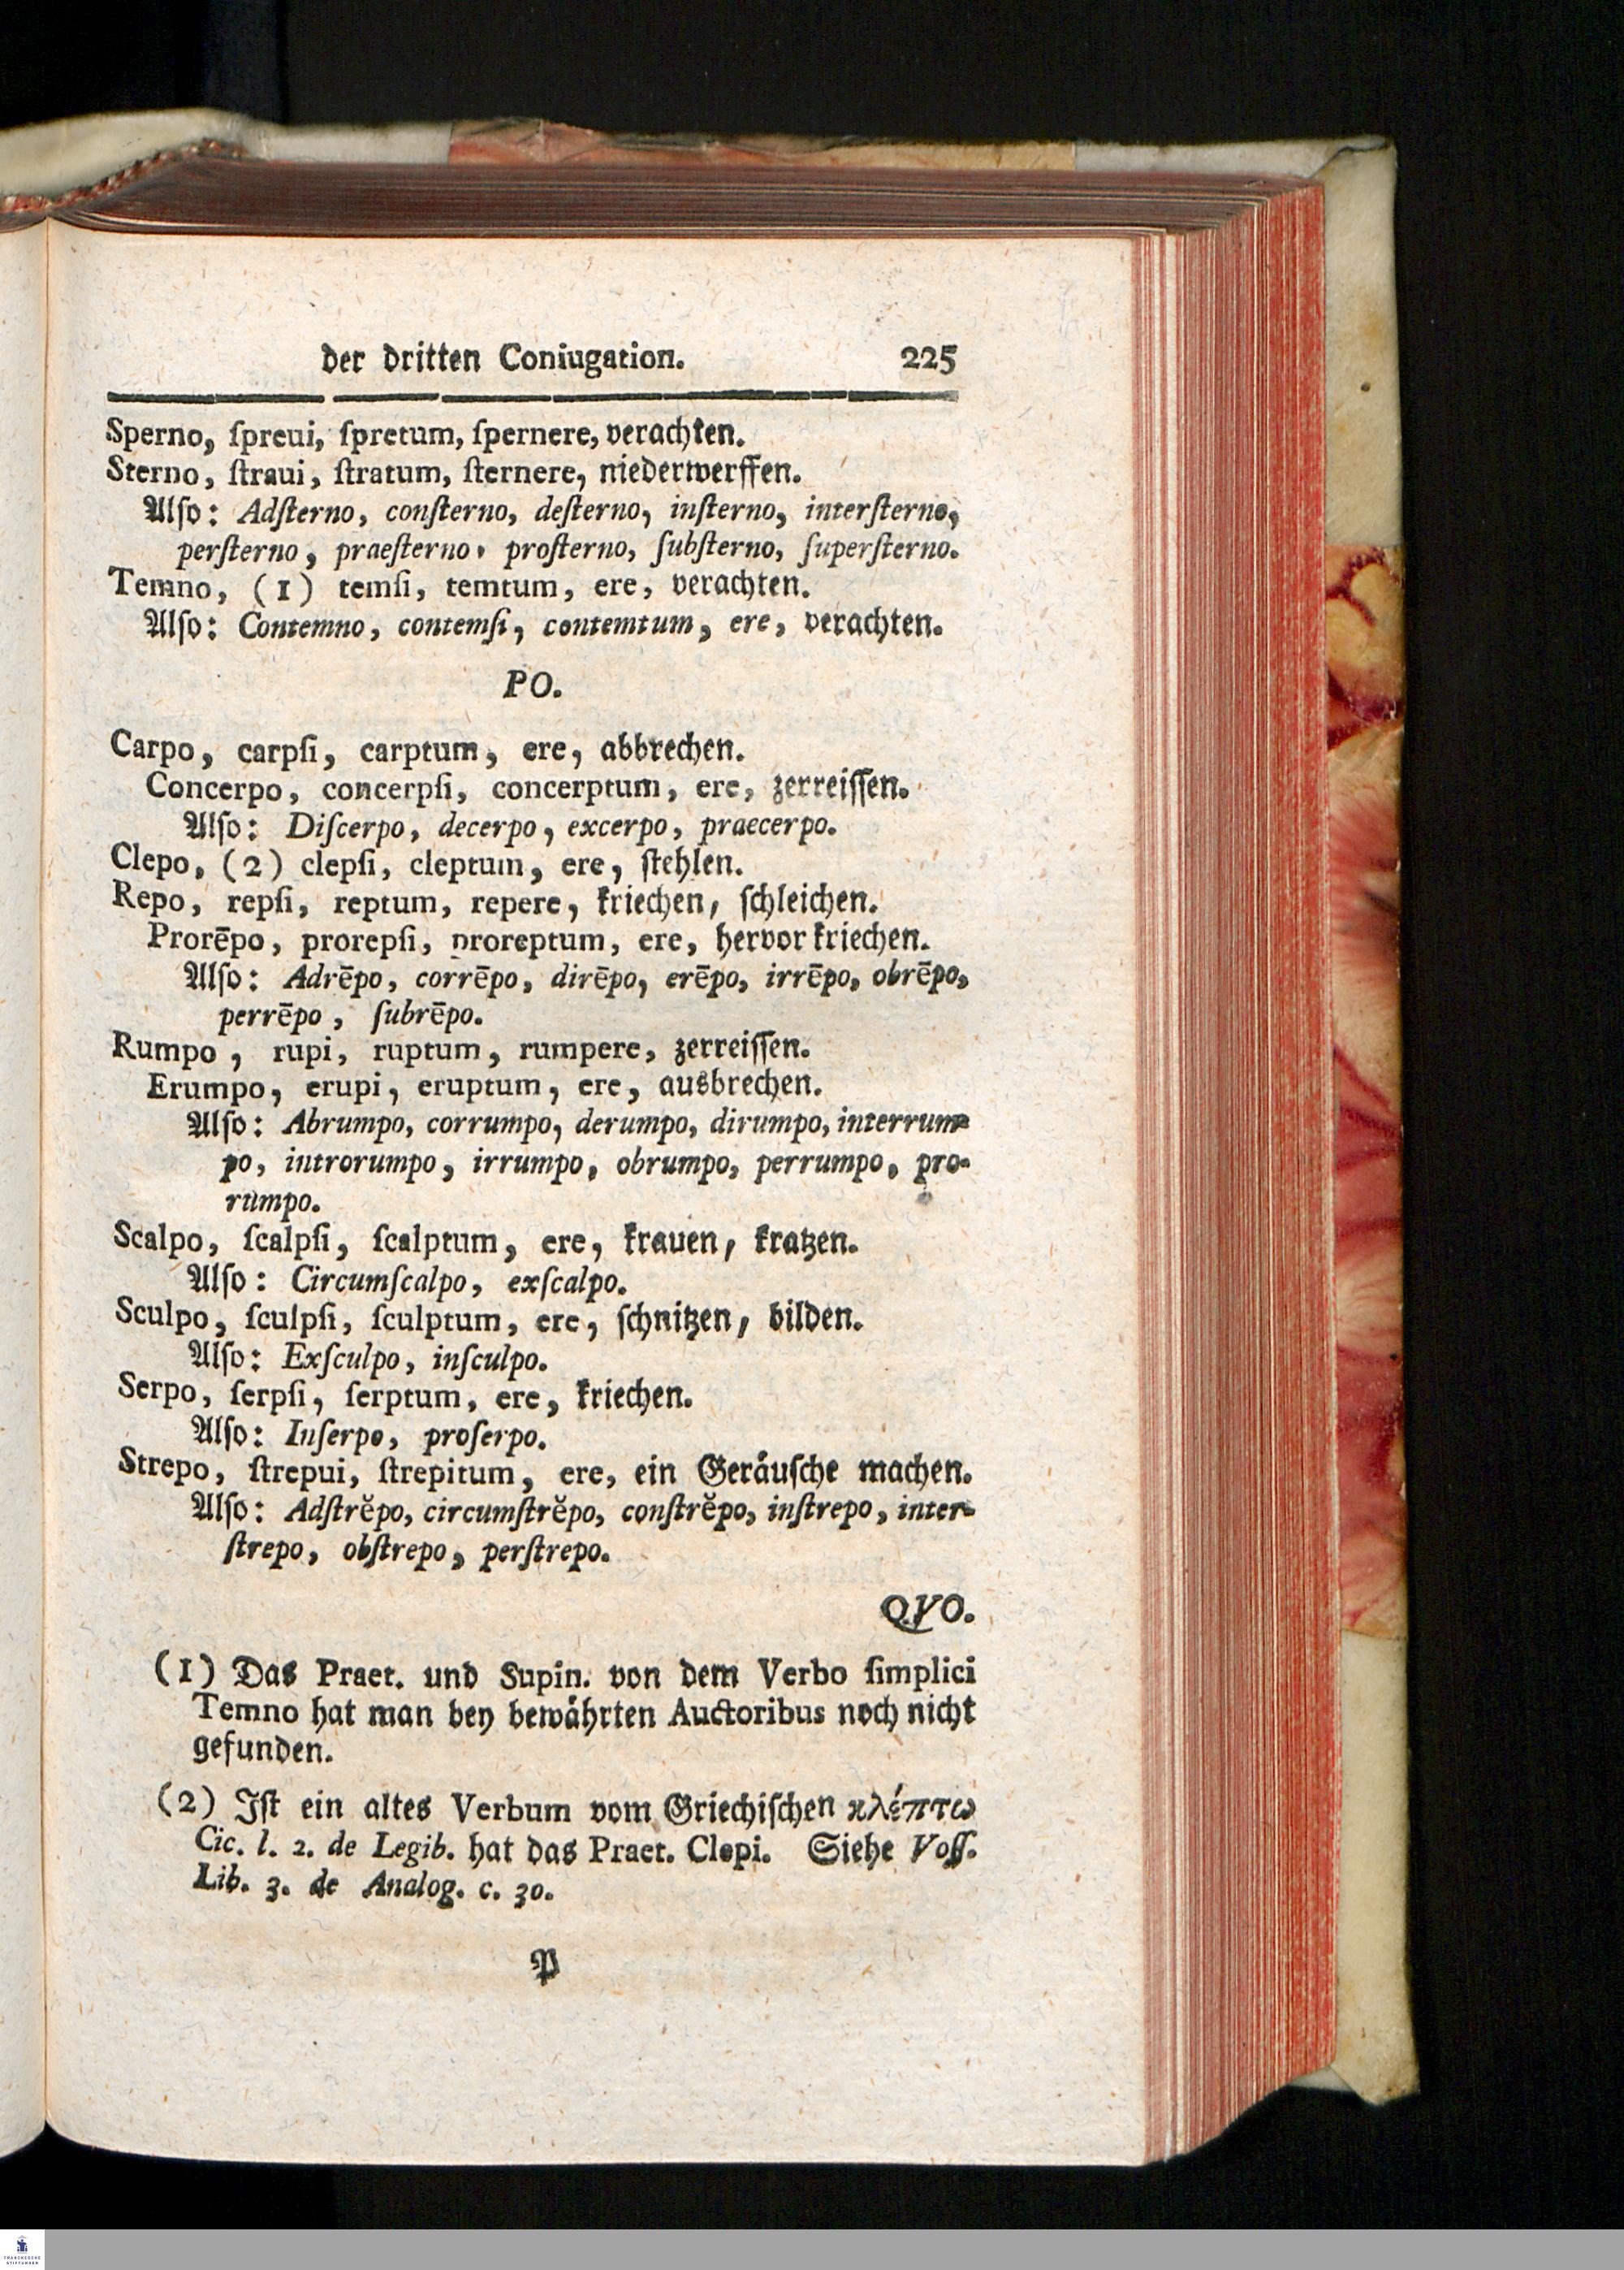 der dritten Coniugation. 225
Sperno, ſpreui, ſpretum, ſpernere, verachten.
Sterno, ſtraui, ſtratum, ſternere, niederwerffen.
Alſo: Adſterno, conſterno, deſterno, inſterno, interſterno,
perſterno, praeſterno, proſterno, ſubſterno, ſuperſterno.
Temno, (1) temſi, temtum, ere, verachten.
Alſo: Contemno, contemſi, contemtum, ere, verachten.
PO.
Carpo, carpſi, carptum, ere, abbrechen.
Concerpo, concerpſi, concerptum, ere, zerreiſſen.
Alſo: Diſcerpo, decerpo, excerpo, praecerpo.
Clepo, (2) clepſi, cleptum, ere, ſtehlen.
Repo, repſi, reptum, repere, kriechen, ſchleichen.
Prorēpo, prorepſi, proreptum, ere, hervor kriechen.
Alſo: Adrēpo, corrēpo, dirēpo, erēpo, irrēpo, obrēpo,
perrēpo, ſubrēpo.
Rumpo, rupi, ruptum, rumpere, zerreiſſen.
Erumpo, erupi, eruptum, ere, ausbrechen.
Alſo: Abrumpo, corrumpo, derumpo, dirumpo, interrum-
po, introrumpo, irrumpo, obrumpo, perrumpo, pro-
rumpo.
Scalpo, ſcalpſi, ſcalptum, ere, krauen, kratzen.
Alſo: Circumſcalpo, exſcalpo.
Sculpo, ſculpſi, ſculptum, ere, ſchnitzen, bilden.
Alſo: Exſculpo, inſculpo.
Serpo, ſerpſi, ſerptum, ere, kriechen.
Alſo: Inſerpo, proſerpo.
Strepo, ſtrepui, ſtrepitum, ere, ein Geräuſche machen.
Alſo: Adſtrĕpo, circumſtrĕpo, conſtrĕpo, inſtrepo, inter-
ſtrepo, obſtrepo, perſtrepo.
QVO.
(1) Das Praet. und Supin. von dem Verbo ſimplici
Temno hat man bey bewährten Auctoribus noch nicht
gefunden.
(2) Iſt ein altes Verbum vom Griechiſchen κλέπτω
Cic. l. 2. de Legib. hat das Praet. Clepi. Siehe Voſſ.
Lib. 3. de Analog. c. 30.
P
FRANCKESCHE
STIFTUNGEN